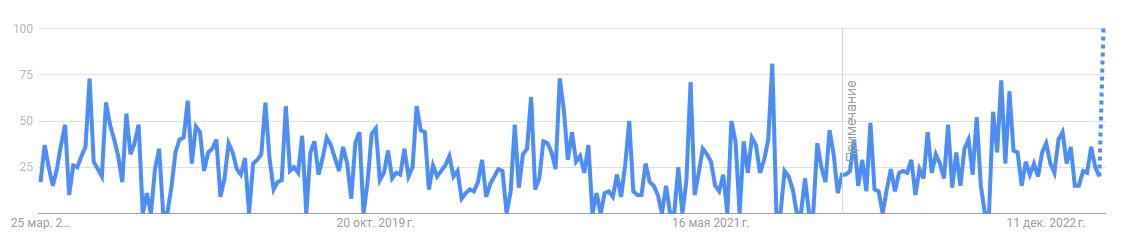 100
75
50
25
Примечание
25 мар. 2…
20 окт. 2019 г.
16 мая 2021 г.
11 дек. 2022 г.